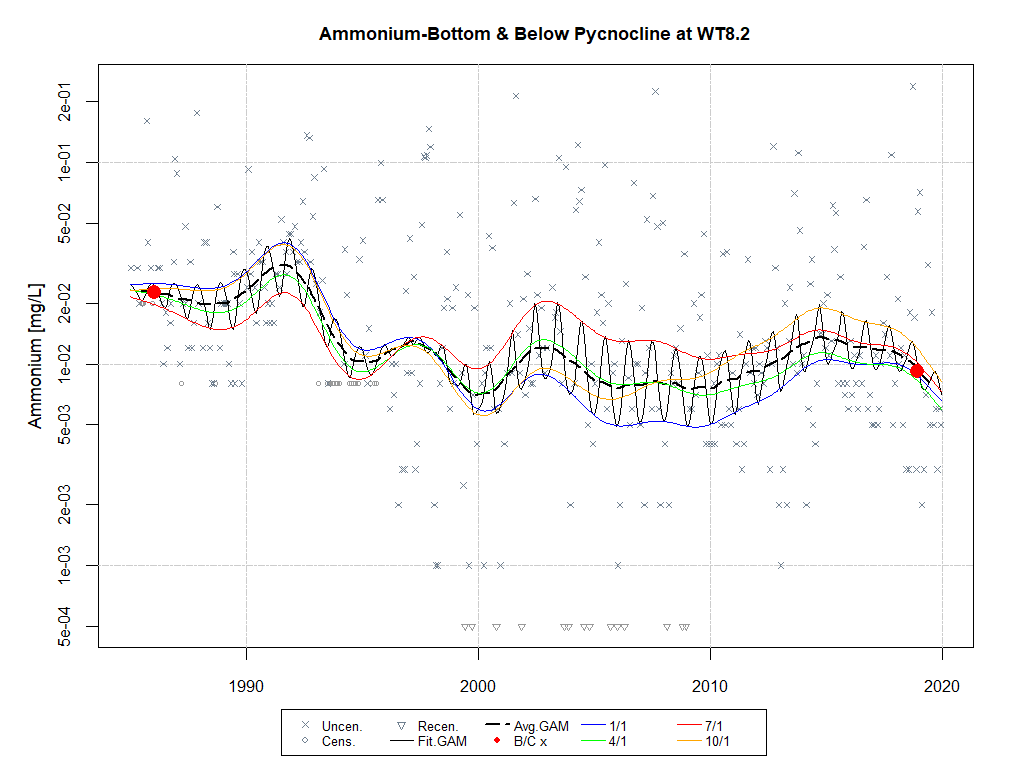 Ammonium-Bottom & Below Pycnocline at WT8.2
Ammonium [mg/L]
2e-01
1e-01
5e-02
2e-02
1e-02
5e-03
2e-03
1e-03
5e-04
1990 2000 2010 2020
Uncen. Recen. Avg.GAM 1/1 7/1
Cens. Fit.GAM B/C x 4/1 10/1